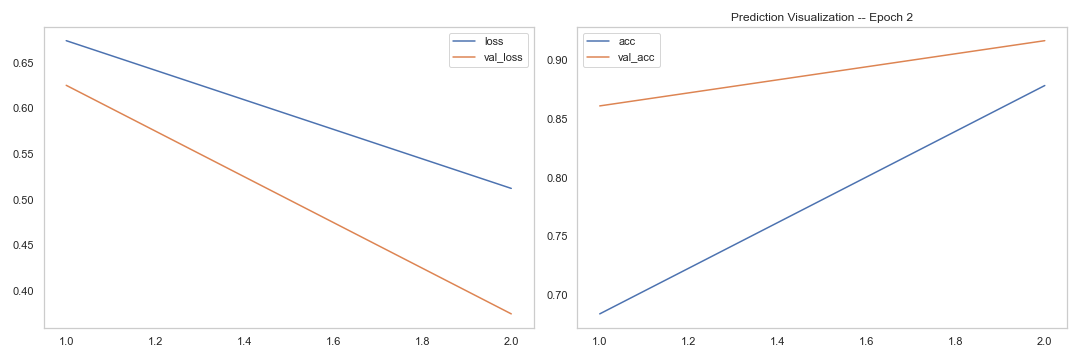 loss
val_loss
0.65
0.60
0.55
0.50
0.45
0.40
1.0 1.2 1.4 1.6 1.8 2.0
Prediction Visualization -- Epoch 2
acc
val_acc
0.90
0.85
0.80
0.75
0.70
1.0 1.2 1.4 1.6 1.8 2.0